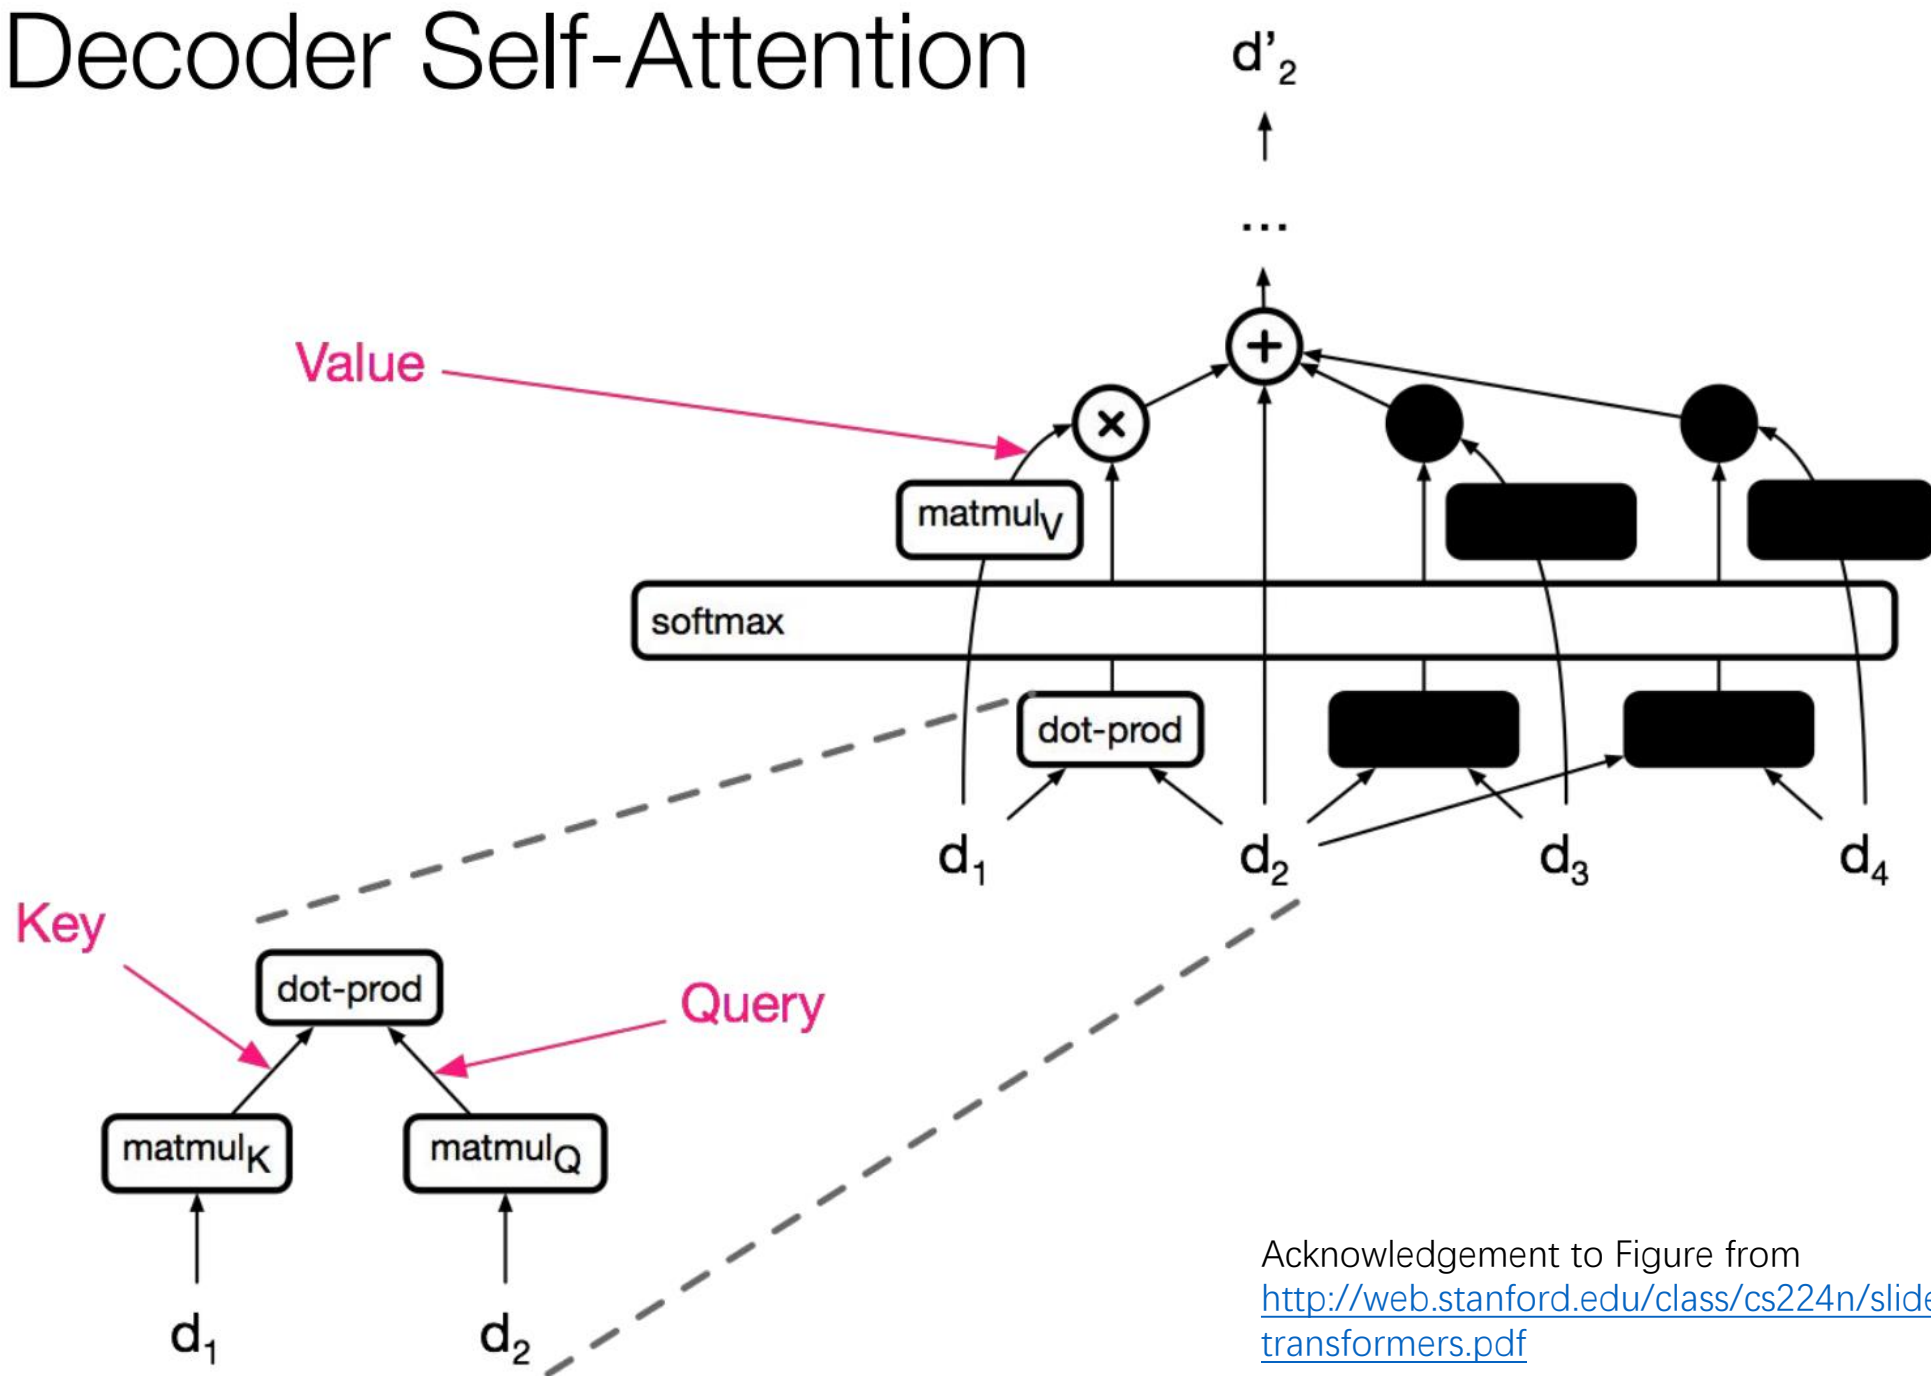 Decoder Self-Attention
d’2
...
+
Value
×
matmulV
softmax
dot-prod
d1 d2 d3 d4
Key
dot-prod
Query
matmulK matmulQ
d1 d2
Acknowledgement to Figure from
http://web.stanford.edu/class/cs224n/slide
transformers.pdf